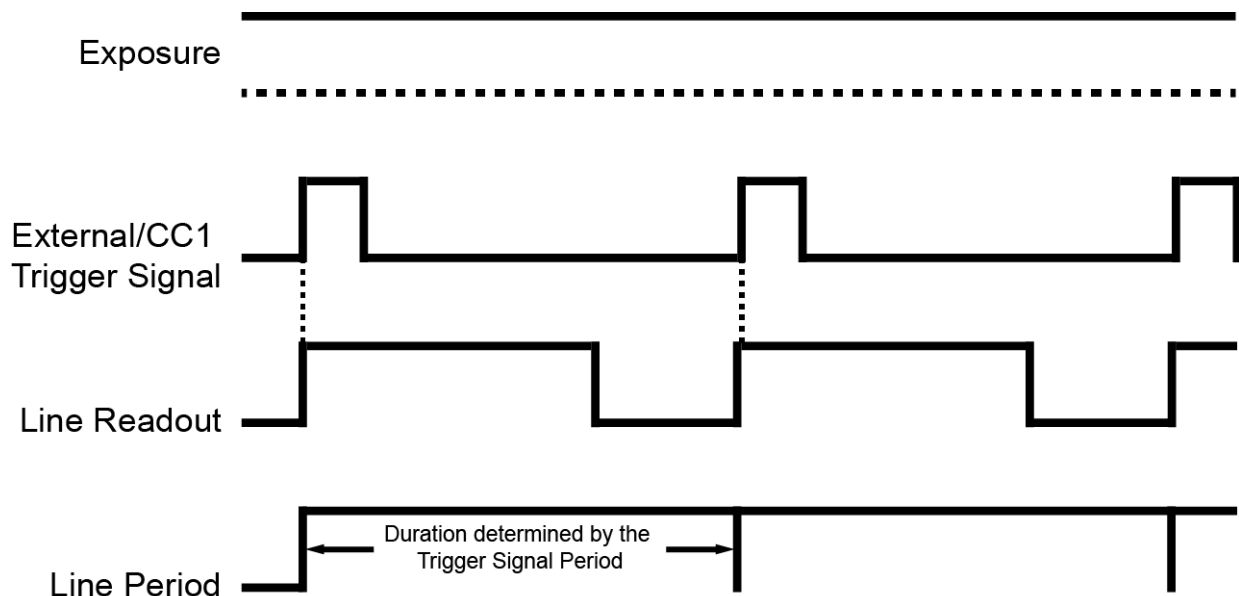 Exposure
External/CC1
Trigger Signal
Line Readout
Duration determined by the
Trigger Signal Period
Line Period